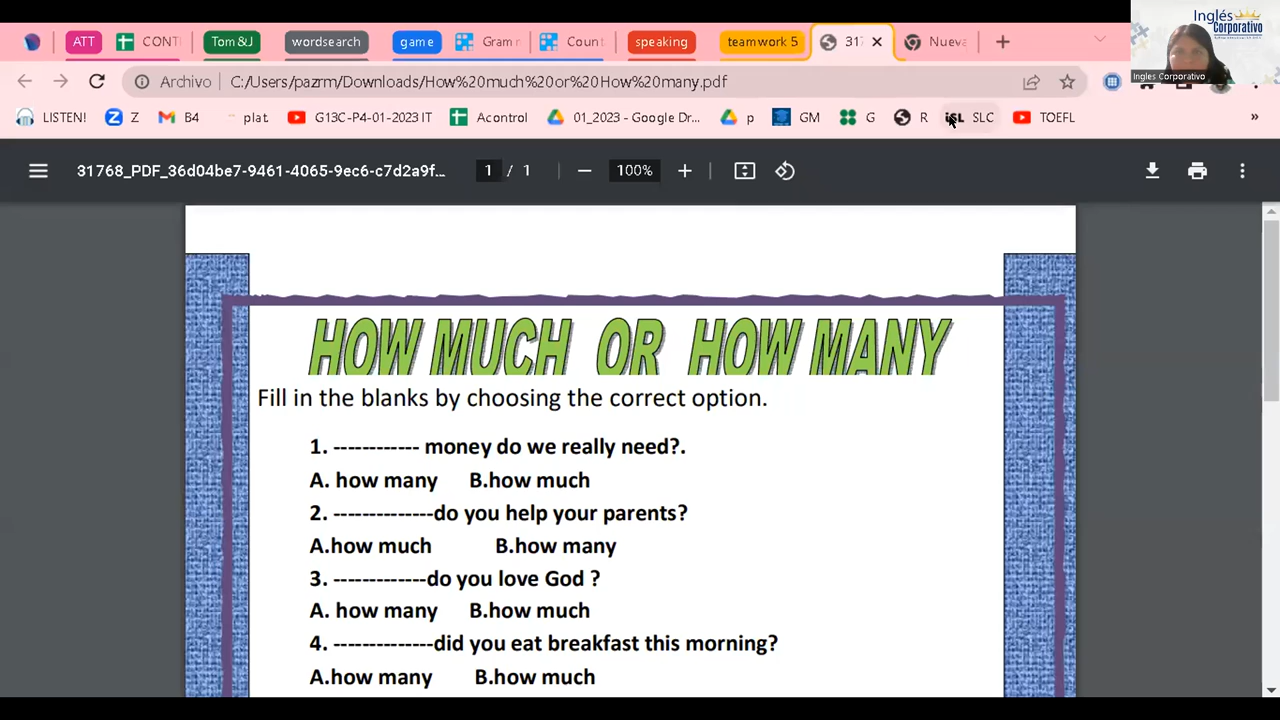 Inglés
Corporativo
Ingles Corporativo
ATT CONT Tom&J wordsearch game Gram Count speaking teamwork 5 317 Nueva
Archivo C:/Users/pazrm/Downloads/How%20much%20or%20How%20many.pdf
LISTEN! Z B4 plat. G13C-P4-01-2023 IT Acontrol 01_2023 - Google Dr... p GM G R SLC TOEFL »
31768_PDF_36d04be7-9461-4065-9ec6-c7d2a9f... 1 / 1 100%
HOW MUCH OR HOW MANY
Fill in the blanks by choosing the correct option.
1. ----------- money do we really need?.
A. how many B.how much
2. --------------do you help your parents?
A.how much B.how many
3. -------------do you love God ?
A. how many B.how much
4. --------------did you eat breakfast this morning?
A.how many B.how much